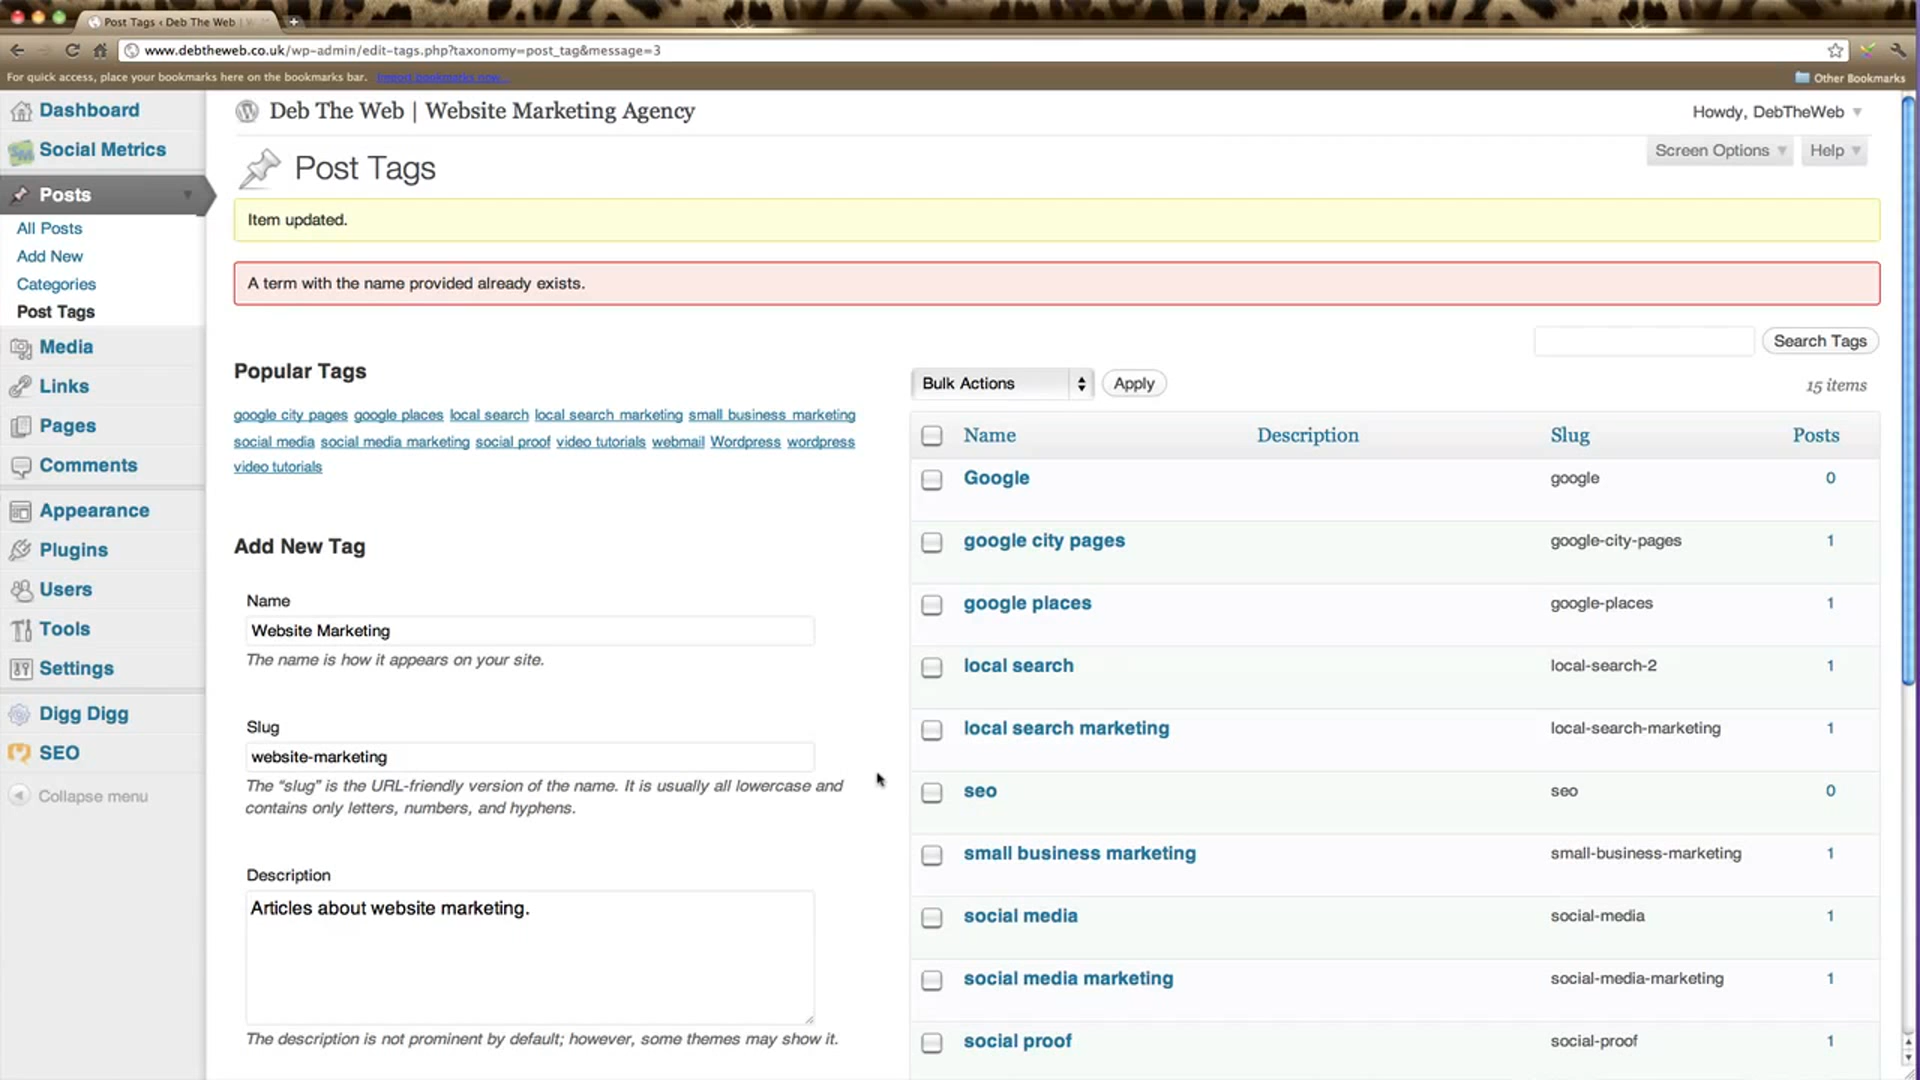 Post Tags ‹ Deb The Web |
www.debtheweb.co.uk/wp-admin/edit-tags.php?taxonomy=post_tag&message=3
For quick access, place your bookmarks here on the bookmarks bar. Import bookmarks now...
Other Bookmarks
Dashboard
Social Metrics
Posts
All Posts
Add New
Categories
Post Tags
Media
Links
Pages
Comments
Appearance
Plugins
Users
Tools
Settings
Digg Digg
SEO
Collapse menu
Deb The Web | Website Marketing Agency
Howdy, DebTheWeb
Screen Options
Help
Post Tags
Item updated.
A term with the name provided already exists.
Search Tags
Popular Tags
google city pages google places local search local search marketing small business marketing
social media social media marketing social proof video tutorials webmail Wordpress wordpress
video tutorials
Add New Tag
Name
Website Marketing
The name is how it appears on your site.
Slug
website-marketing
The “slug” is the URL-friendly version of the name. It is usually all lowercase and
contains only letters, numbers, and hyphens.
Description
Articles about website marketing.
The description is not prominent by default; however, some themes may show it.
Bulk Actions
Apply
15 items
Name Description Slug Posts
Google google 0
google city pages google-city-pages 1
google places google-places 1
local search local-search-2 1
local search marketing local-search-marketing 1
seo seo 0
small business marketing small-business-marketing 1
social media social-media 1
social media marketing social-media-marketing 1
social proof social-proof 1